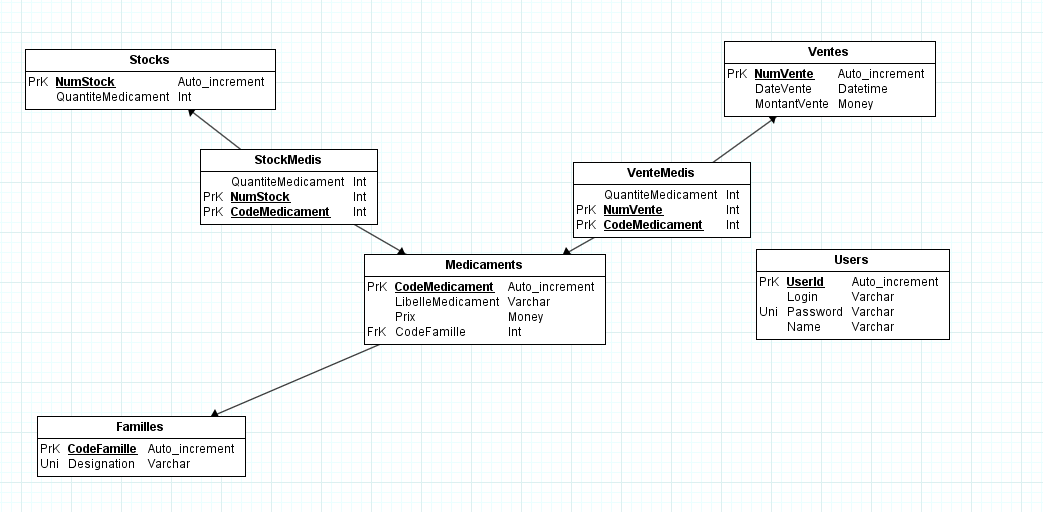 Stocks
PrK NumStock Auto_increment
QuantiteMedicament Int
Ventes
PrK NumVente Auto_increment
DateVente Datetime
MontantVente Money
StockMedis
QuantiteMedicament Int
PrK NumStock Int
PrK CodeMedicament Int
VenteMedis
QuantiteMedicament Int
PrK NumVente Int
PrK CodeMedicament Int
Medicaments
PrK CodeMedicament Auto_increment
LibelleMedicament Varchar
Prix Money
FrK CodeFamille Int
Users
PrK UserId Auto_increment
Login Varchar
Uni Password Varchar
Name Varchar
Familles
PrK CodeFamille Auto_increment
Uni Designation Varchar